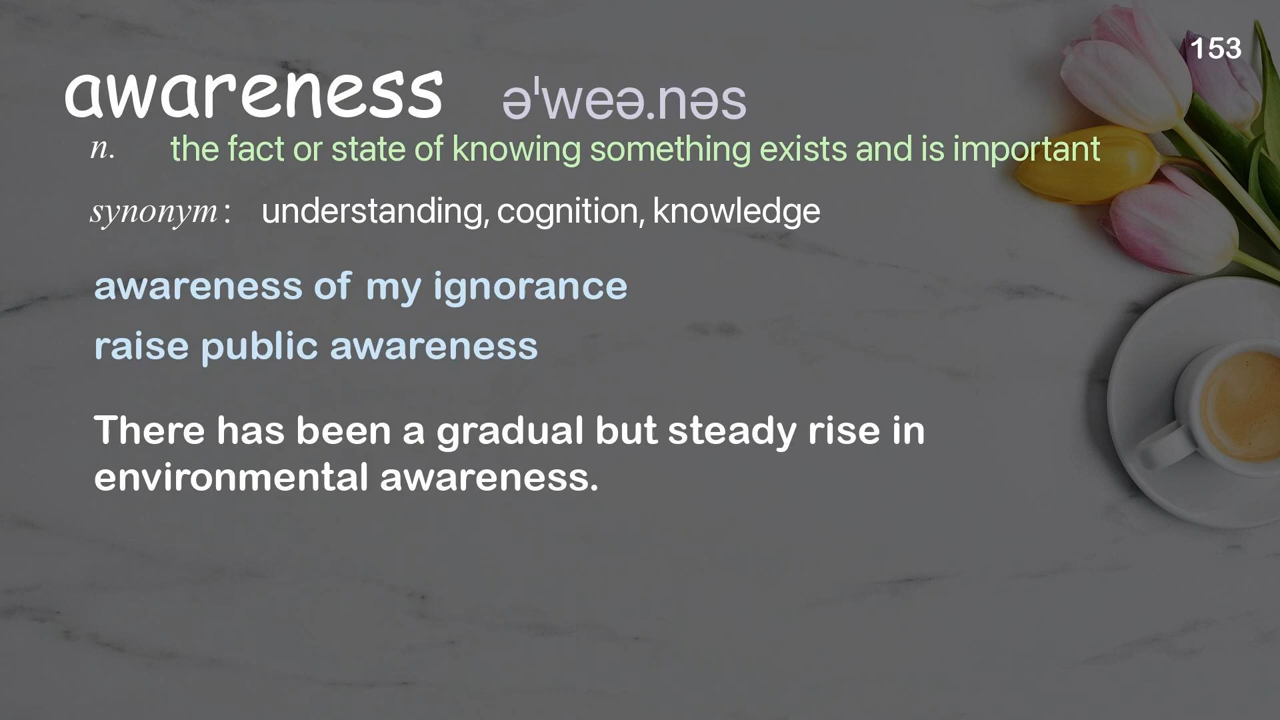 153
awareness əˈweə.nəs
n. the fact or state of knowing something exists and is important
synonym: understanding, cognition, knowledge
awareness of my ignorance
raise public awareness
There has been a gradual but steady rise in
environmental awareness.